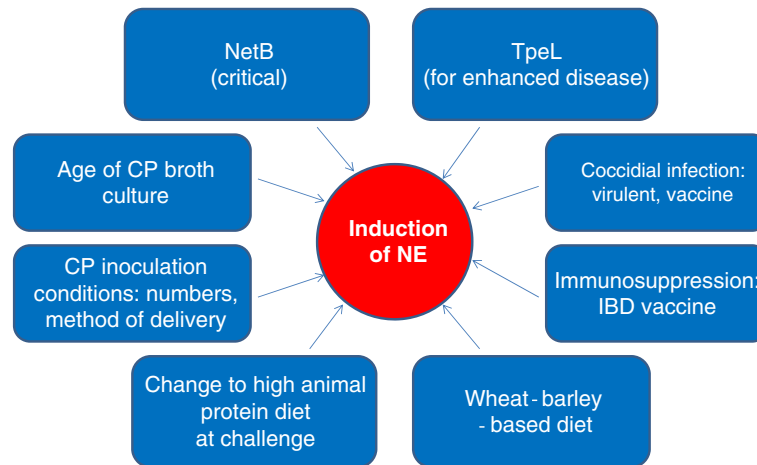 NetB
(critical)
TpeL
(for enhanced disease)
Age of CP broth
culture
Coccidial infection:
virulent, vaccine
Induction
of NE
CP inoculation
conditions: numbers,
method of delivery
Immunosuppression:
IBD vaccine
Change to high animal
protein diet
at challenge
Wheat - barley
- based diet